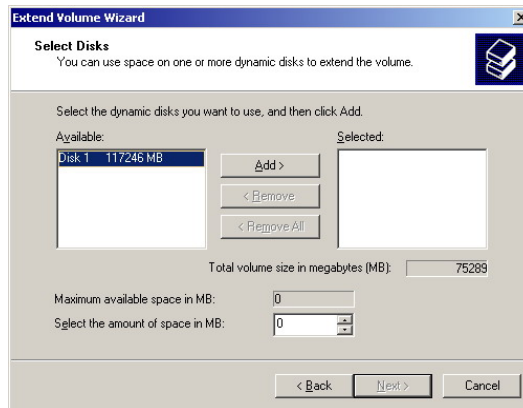 Extend Volume Wizard
Select Disks
You can use space on one or more dynamic disks to extend the volume.
Select the dynamic disks you want to use, and then click Add.
Available:
Selected:
Disk 1 117246 MB
Add >
< Remove
< Remove All
Total volume size in megabytes (MB): 75289
Maximum available space in MB: 0
Select the amount of space in MB: 0
< Back
Next >
Cancel